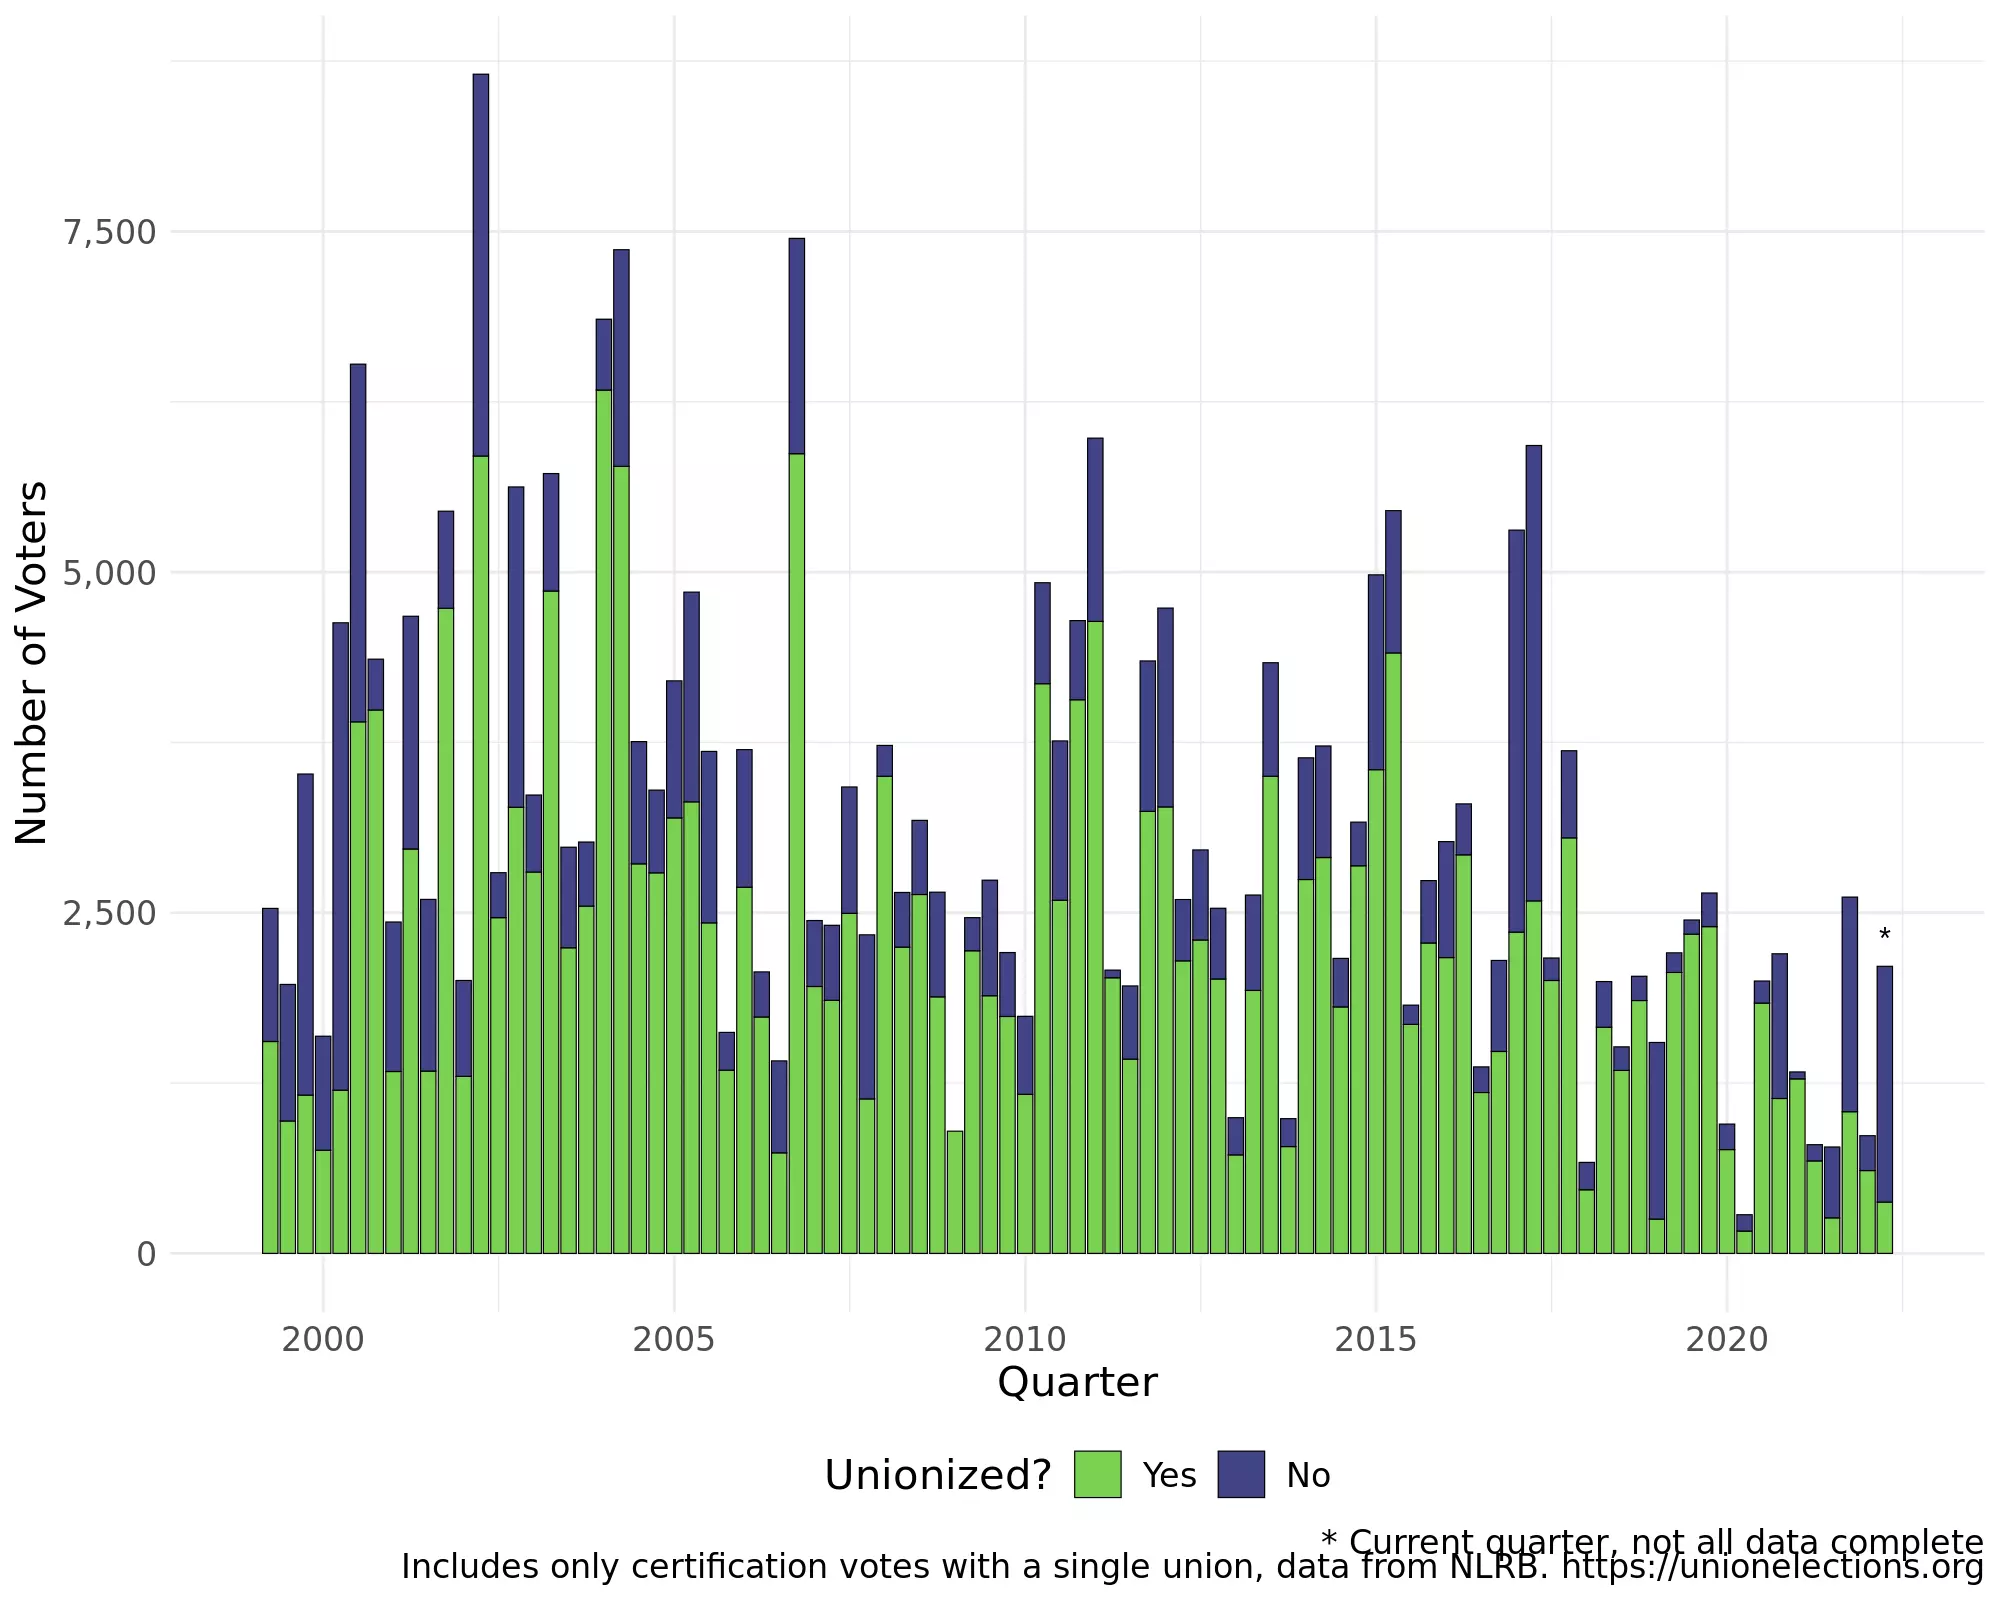 7,500
5,000
2,500
0
Number of Voters
*
2000 2005 2010 2015 2020
Quarter
Unionized? Yes No
* Current quarter, not all data complete
Includes only certification votes with a single union, data from NLRB. https://unionelections.org